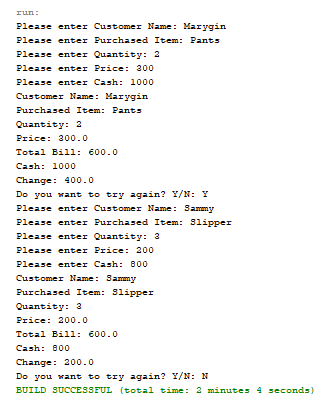 run:
Please enter Customer Name: Marygin
Please enter Purchased Item: Pants
Please enter Quantity: 2
Please enter Price: 300
Please enter Cash: 1000
Customer Name: Marygin
Purchased Item: Pants
Quantity: 2
Price: 300.0
Total Bill: 600.0
Cash: 1000
Change: 400.0
Do you want to try again? Y/N: Y
Please enter Customer Name: Sammy
Please enter Purchased Item: Slipper
Please enter Quantity: 3
Please enter Price: 200
Please enter Cash: 800
Customer Name: Sammy
Purchased Item: Slipper
Quantity: 3
Price: 200.0
Total Bill: 600.0
Cash: 800
Change: 200.0
Do you want to try again? Y/N: N
BUILD SUCCESSFUL (total time: 2 minutes 4 seconds)